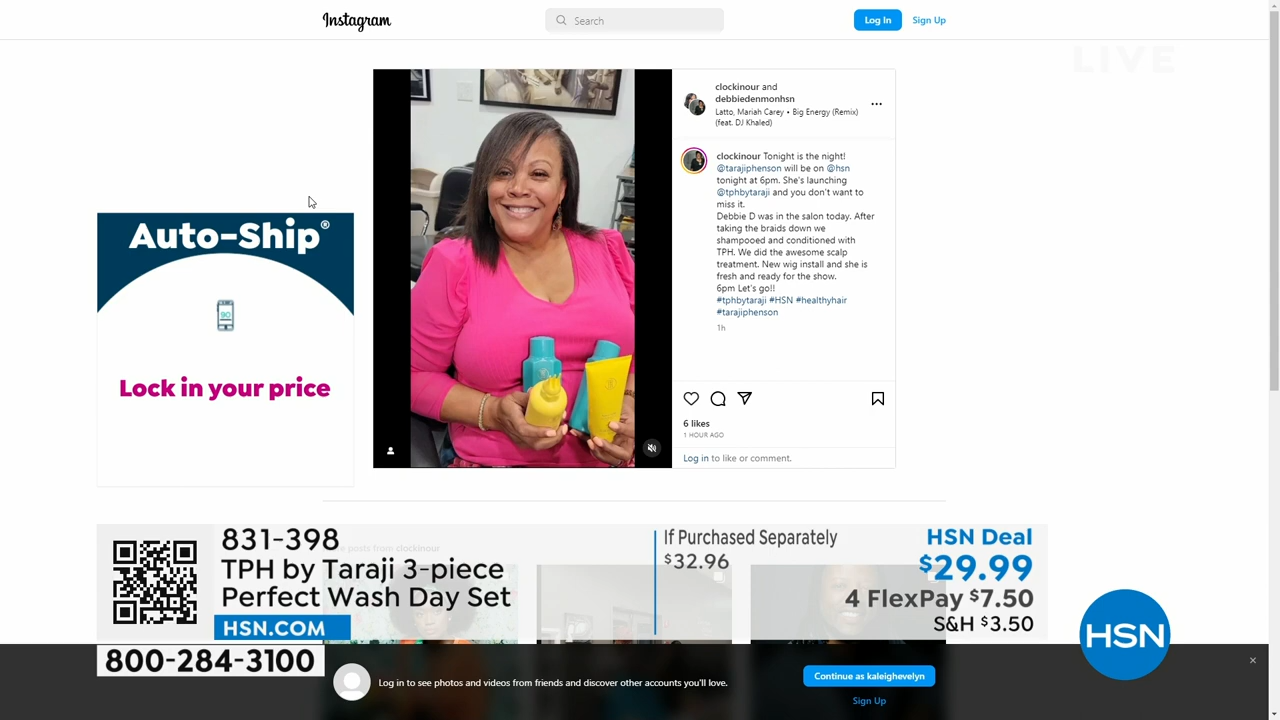 Instagram
Search
Log In
Sign Up
LIVE
clockinour and
debbiedenmonhsn
Latto, Mariah Carey • Big Energy (Remix)
(feat. DJ Khaled)
clockinour Tonight is the night!
@tarajiphenson will be on @hsn
tonight at 6pm. She's launching
@tphbytaraji and you don't want to
miss it.
Debbie D was in the salon today. After
taking the braids down we
shampooed and conditioned with
TPH. We did the awesome scalp
treatment. New wig install and she is
fresh and ready for the show.
6pm Let's go!!
#tphbytaraji #HSN #healthyhair
#tarajiphenson
1h
6 likes
1 HOUR AGO
Log in to like or comment.
Auto-Ship®
90
Lock in your price
posts from clockinour
831-398
TPH by Taraji 3-piece
Perfect Wash Day Set
HSN.COM
800-284-3100
If Purchased Separately
$32.96
HSN Deal
$29.99
4 FlexPay $7.50
S&H $3.50
HSN
Log in to see photos and videos from friends and discover other accounts you'll love.
Continue as kaleighevelyn
Sign Up